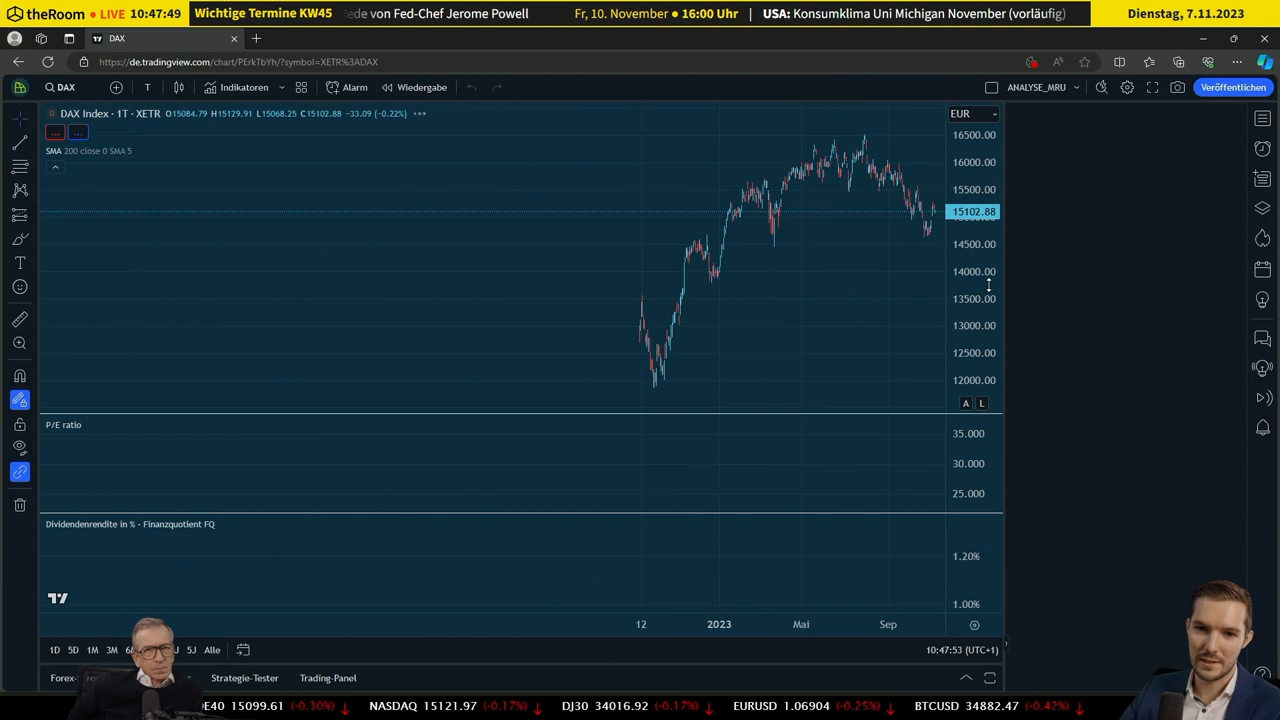 theRoom
LIVE 10:47:49
Wichtige Termine KW45
ede von Fed-Chef Jerome Powell
Fr, 10. November ● 16:00 Uhr
USA: Konsumklima Uni Michigan November (vorläufig)
Dienstag, 7.11.2023
DAX
https://de.tradingview.com/chart/PErkTbYh/?symbol=XETR%3ADAX
DAX
Indikatoren
Alarm
Wiedergabe
ANALYSE_MRU
Veröffentlichen
DAX Index · 1T · XETR O15084.79 H15129.91 L15068.25 C15102.88 −33.09 (−0.22%)
EUR
SMA 200 close 0 SMA 5
16500.00
16000.00
15500.00
15102.88
14500.00
14000.00
13500.00
13000.00
12500.00
12000.00
A L
P/E ratio
35.000
30.000
25.000
Dividendenrendite in % · Finanzquotient FQ
1.20%
1.00%
12 2023 Mai Sep
1D 5D 1M 3M 5J Alle
10:47:53 (UTC+1)
Forex-
Strategie-Tester
Trading-Panel
DE40 15099.61 (-0.30%)
NASDAQ 15121.97 (-0.17%)
DJ30 34016.92 (-0.17%)
EURUSD 1.06904 (-0.25%)
BTCUSD 34882.47 (-0.42%)